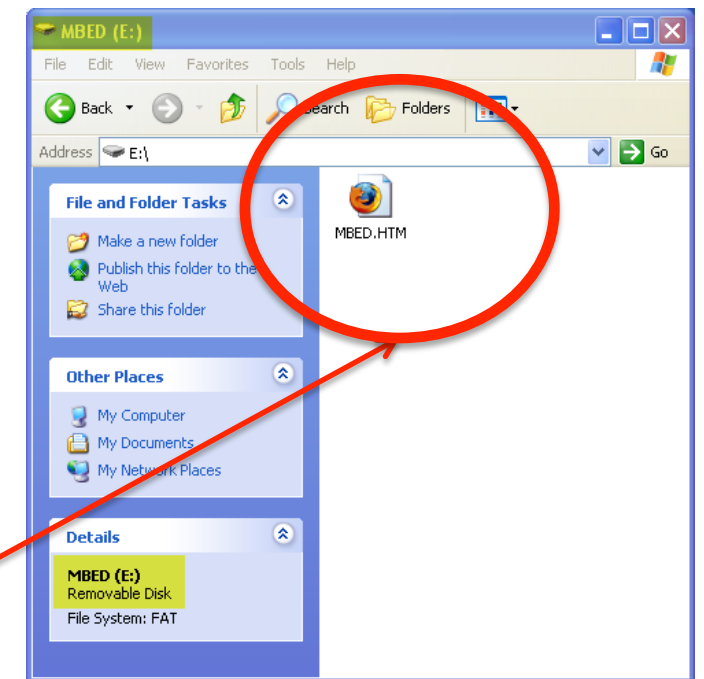 MBED (E:)
File Edit View Favorites Tools Help
Back Search Folders
Address E:\ Go
File and Folder Tasks
Make a new folder
Publish this folder to the
Web
Share this folder
MBED.HTM
Other Places
My Computer
My Documents
My Network Places
Details
MBED (E:)
Removable Disk
File System: FAT